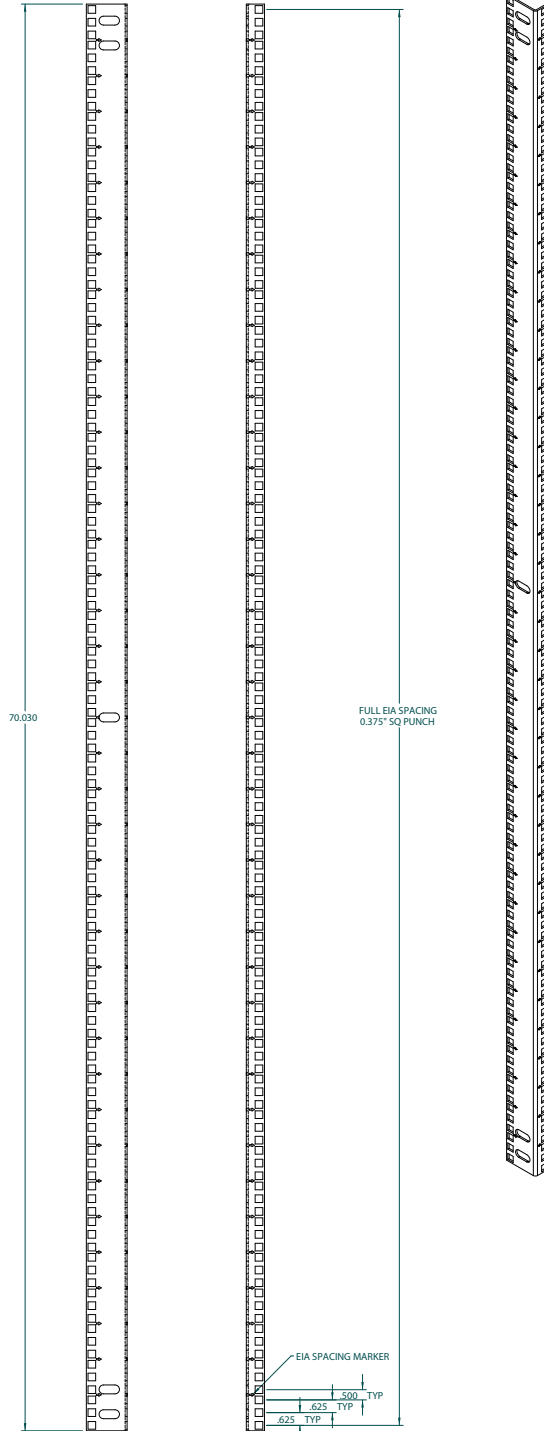 70.030
FULL EIA SPACING
0.375" SQ PUNCH
EIA SPACING MARKER
.500 TYP
.625 TYP
.625 TYP